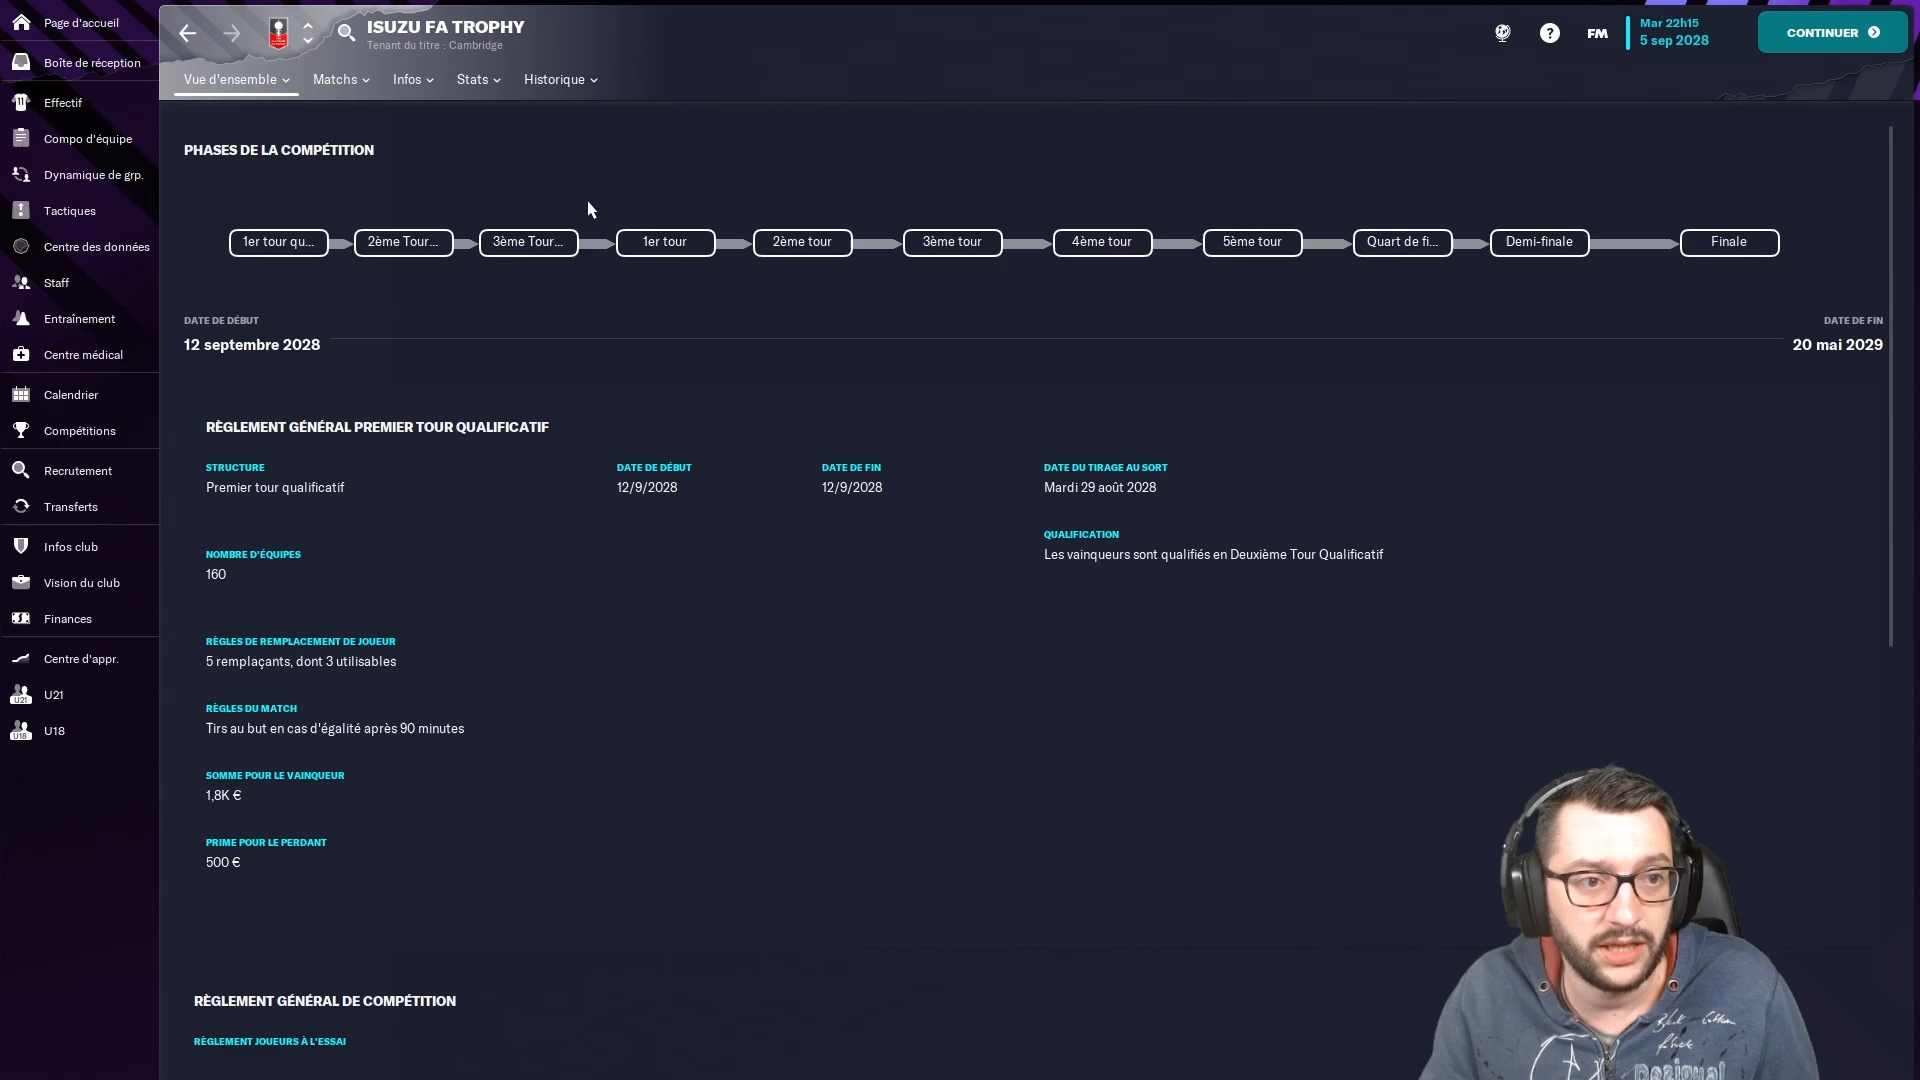 Page d'accueil
Boîte de réception
Effectif
Compo d'équipe
Dynamique de grp.
Tactiques
Centre des données
Staff
Entraînement
Centre médical
Calendrier
Compétitions
Recrutement
Transferts
Infos club
Vision du club
Finances
Centre d'appr.
U21
U21
U18
U18
ISUZU FA TROPHY
Tenant du titre : Cambridge
FM
Mar 22h15
5 sep 2028
CONTINUER
Vue d'ensemble
Matchs
Infos
Stats
Historique
PHASES DE LA COMPÉTITION
1er tour qu...
2ème Tour...
3ème Tour...
1er tour
2ème tour
3ème tour
4ème tour
5ème tour
Quart de fi...
Demi-finale
Finale
DATE DE DÉBUT
12 septembre 2028
DATE DE FIN
20 mai 2029
RÈGLEMENT GÉNÉRAL PREMIER TOUR QUALIFICATIF
STRUCTURE
Premier tour qualificatif
DATE DE DÉBUT
12/9/2028
DATE DE FIN
12/9/2028
DATE DU TIRAGE AU SORT
Mardi 29 août 2028
QUALIFICATION
Les vainqueurs sont qualifiés en Deuxième Tour Qualificatif
NOMBRE D'ÉQUIPES
160
RÈGLES DE REMPLACEMENT DE JOUEUR
5 remplaçants, dont 3 utilisables
RÈGLES DU MATCH
Tirs au but en cas d'égalité après 90 minutes
SOMME POUR LE VAINQUEUR
1,8K €
PRIME POUR LE PERDANT
500 €
RÈGLEMENT GÉNÉRAL DE COMPÉTITION
RÈGLEMENT JOUEURS À L'ESSAI
Desigual